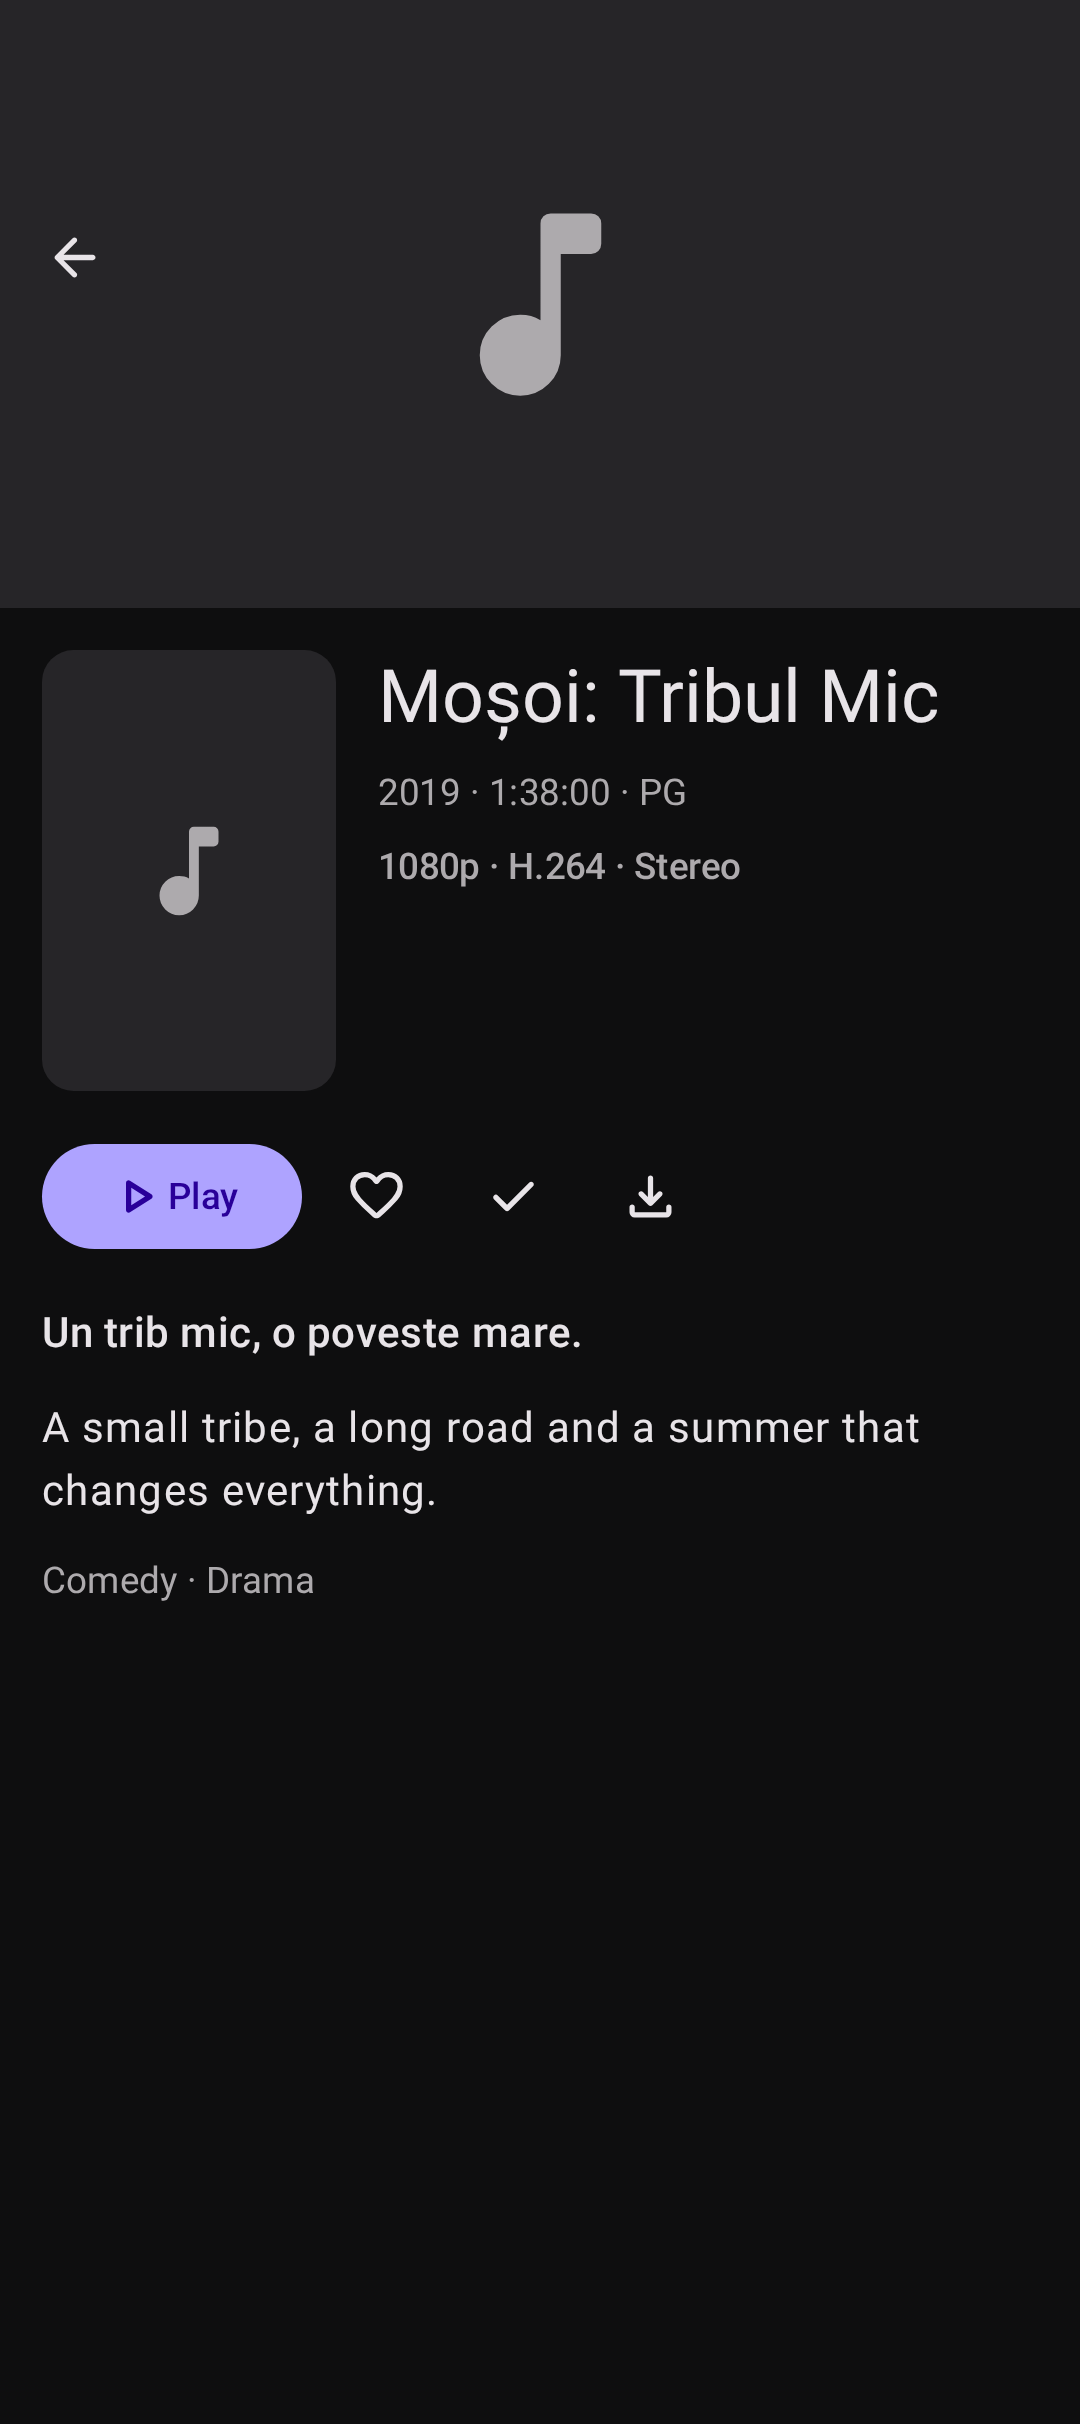 Moșoi: Tribul Mic
2019 · 1:38:00 · PG
1080p · H.264 · Stereo
Play
Un trib mic, o poveste mare.
A small tribe, a long road and a summer that
changes everything.
Comedy · Drama